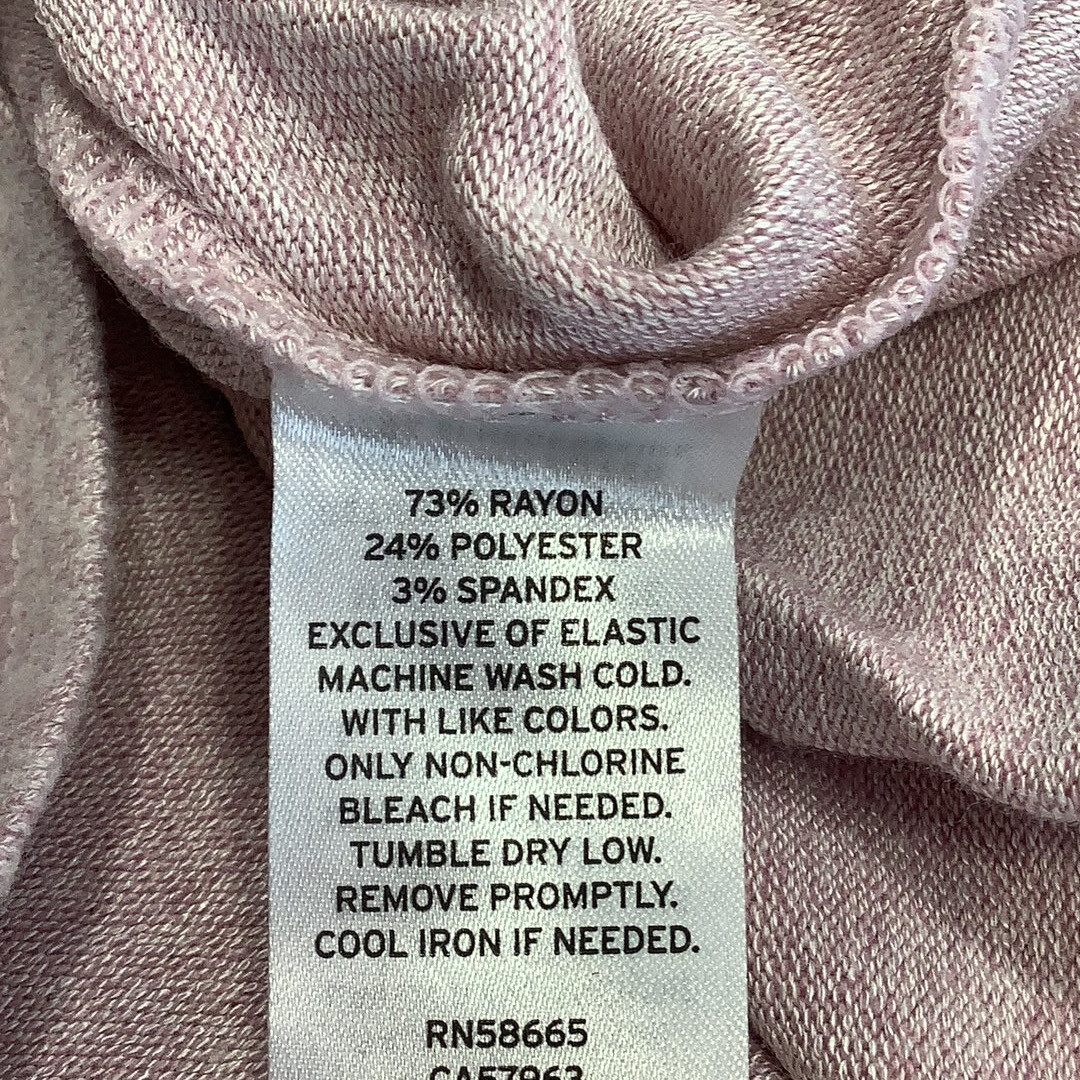 73% RAYON
24% POLYESTER
3% SPANDEX
EXCLUSIVE OF ELASTIC
MACHINE WASH COLD.
WITH LIKE COLORS.
ONLY NON-CHLORINE
BLEACH IF NEEDED.
TUMBLE DRY LOW.
REMOVE PROMPTLY.
COOL IRON IF NEEDED.
RN58665